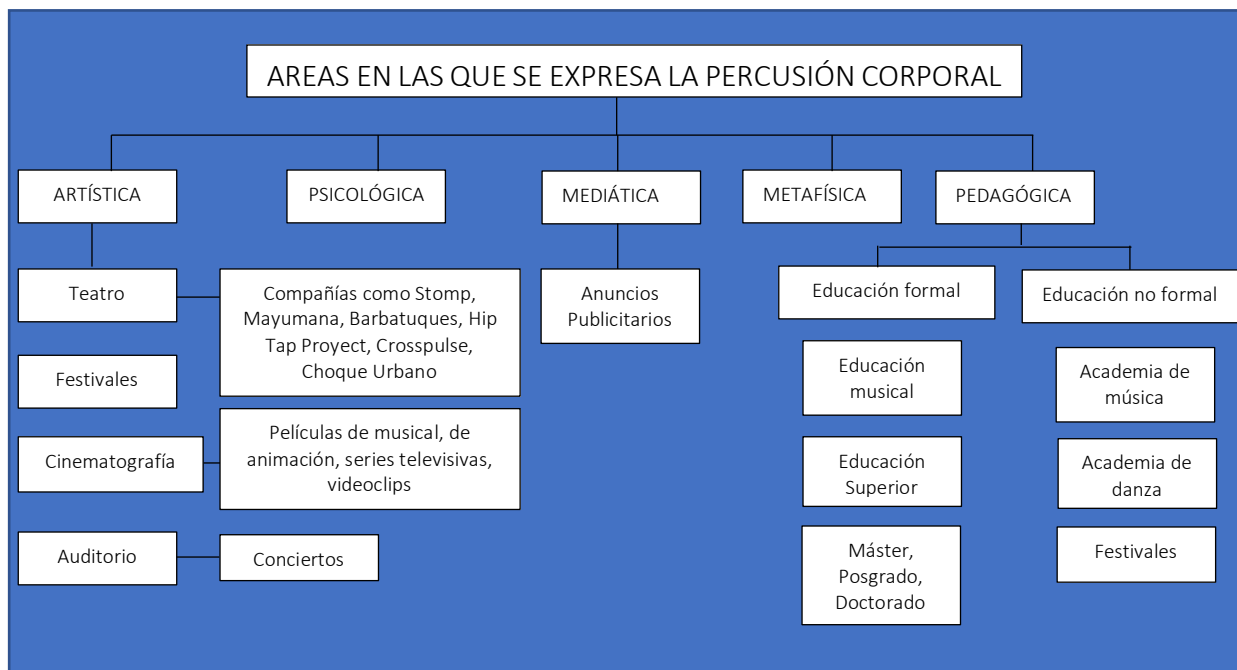 AREAS EN LAS QUE SE EXPRESA LA PERCUSIÓN CORPORAL
ARTÍSTICA
PSICOLÓGICA
MEDIÁTICA
METAFÍSICA
PEDAGÓGICA
Teatro
Compañías como Stomp,
Mayumana, Barbatuques, Hip
Tap Proyect, Crosspulse,
Choque Urbano
Anuncios
Publicitarios
Educación formal
Educación no formal
Festivales
Educación
musical
Academia de
música
Cinematografía
Películas de musical, de
animación, series televisivas,
videoclips
Educación
Superior
Academia de
danza
Auditorio
Conciertos
Máster,
Posgrado,
Doctorado
Festivales